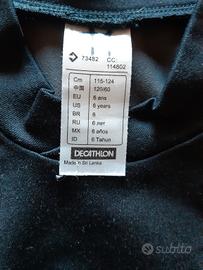 73482 CC:
114802
Cm 115-124
中国 120/60
EU 6 ans
US 6 years
BR 6
RU 6 лет
MX 6 años
ID 6 Tahun
DECATHLON
Made in Sri Lanka
subito